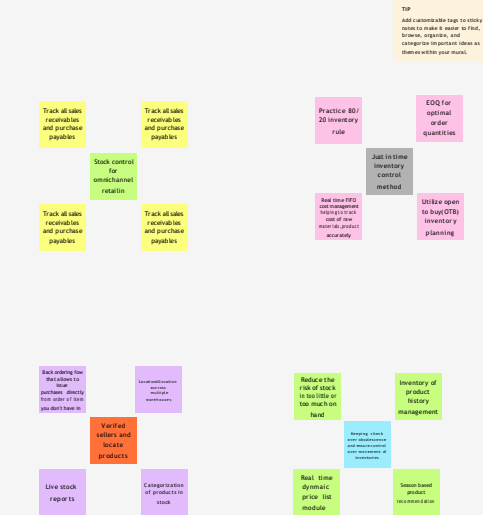 TIP
Add customizable tags to sticky
notes to make it easier to find,
browse, organize, and
categorize important ideas as
themes within your mural.
Track all sales
receivables
and purchase
payables
Track all sales
receivables
and purchase
payables
Stock control
for
omnichannel
retailin
Track all sales
receivables
and purchase
payables
Track all sales
receivables
and purchase
payables
Practice 80/
20 inventory
rule
EOQ for
optimal
order
quantities
Just in time
inventory
control
method
Real time FIFO
cost management
helping to track
cost of raw
materials,product
accurately
Utilize open
to buy(OTB)
inventory
planning
Back ordering fow
that allows to
issue
purchases directly
from order of item
you don't have in
Location&location
across
multiple
warehouses
Verifed
sellers and
locate
products
Live stock
reports
Categorization
of products in
stock
Reduce the
risk of stock
in too little or
too much on
hand
Inventory of
product
history
management
Keeping check
over obsolescence
and ensure control
over movement of
inventories
Real time
dynmaic
price list
module
Season based
product
recommendation